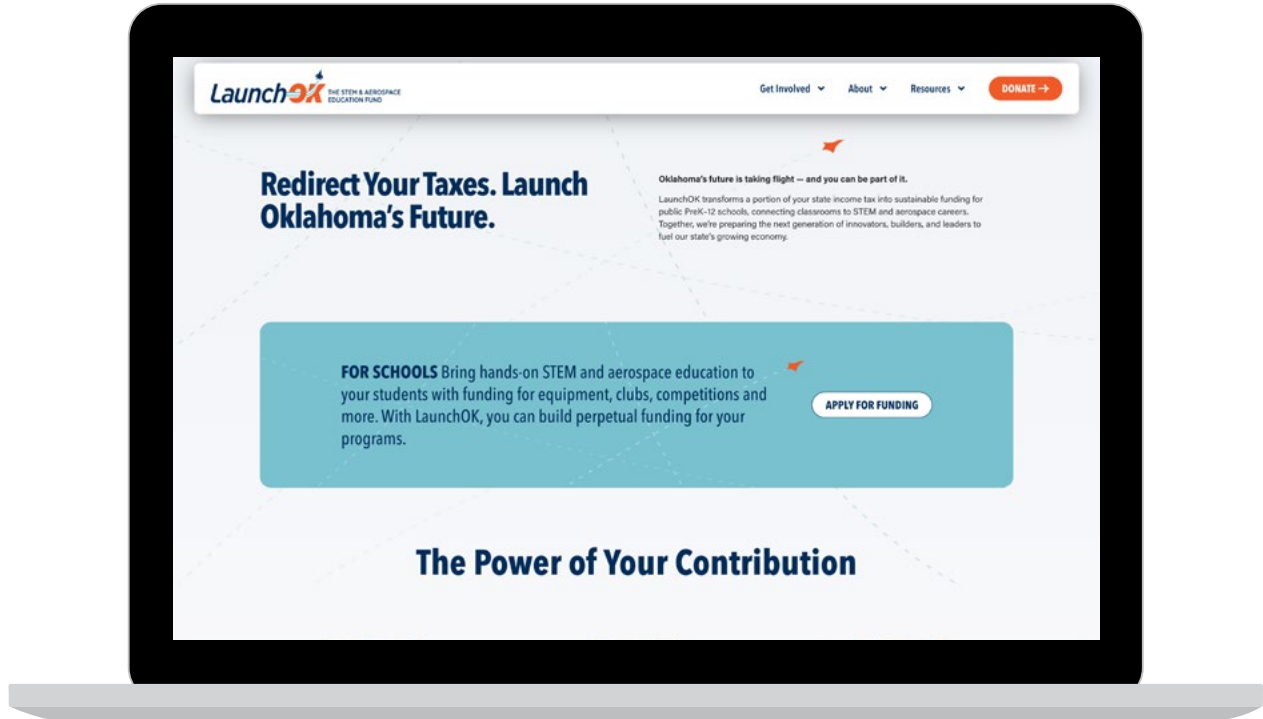 LaunchOK THE STEM & AEROSPACE
EDUCATION FUND
Get Involved About Resources DONATE →
Redirect Your Taxes. Launch
Oklahoma's Future.
Oklahoma's future is taking flight — and you can be part of it.
LaunchOK transforms a portion of your state income tax into sustainable funding for
public PreK-12 schools, connecting classrooms to STEM and aerospace careers.
Together, we're preparing the next generation of innovators, builders, and leaders to
fuel our state's growing economy.
FOR SCHOOLS Bring hands-on STEM and aerospace education to
your students with funding for equipment, clubs, competitions and
more. With LaunchOK, you can build perpetual funding for your
programs.
APPLY FOR FUNDING
The Power of Your Contribution